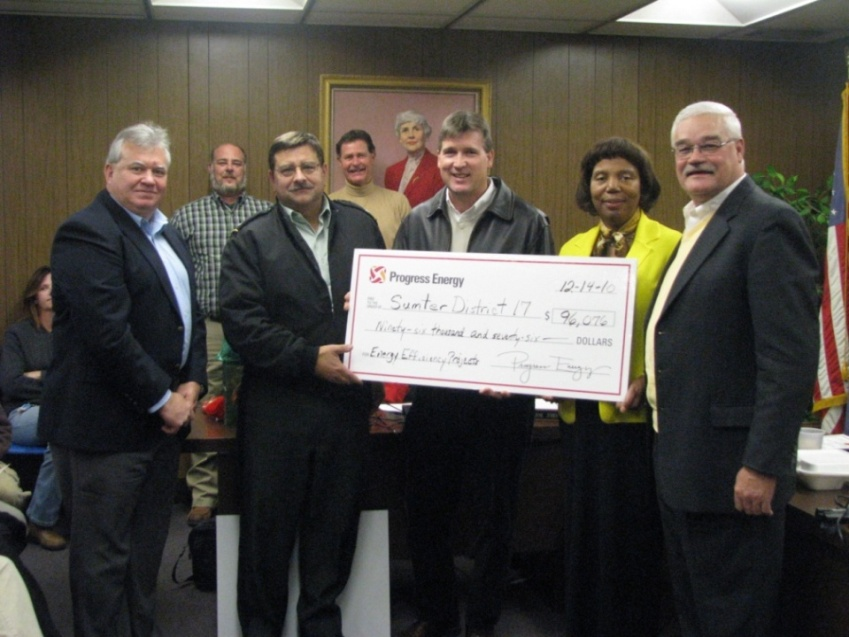 Progress Energy 12-14-10
Sumter District 17 $ 96,076
Ninety-six thousand and seventy-six DOLLARS
Energy Efficiency Projects Progress Energy